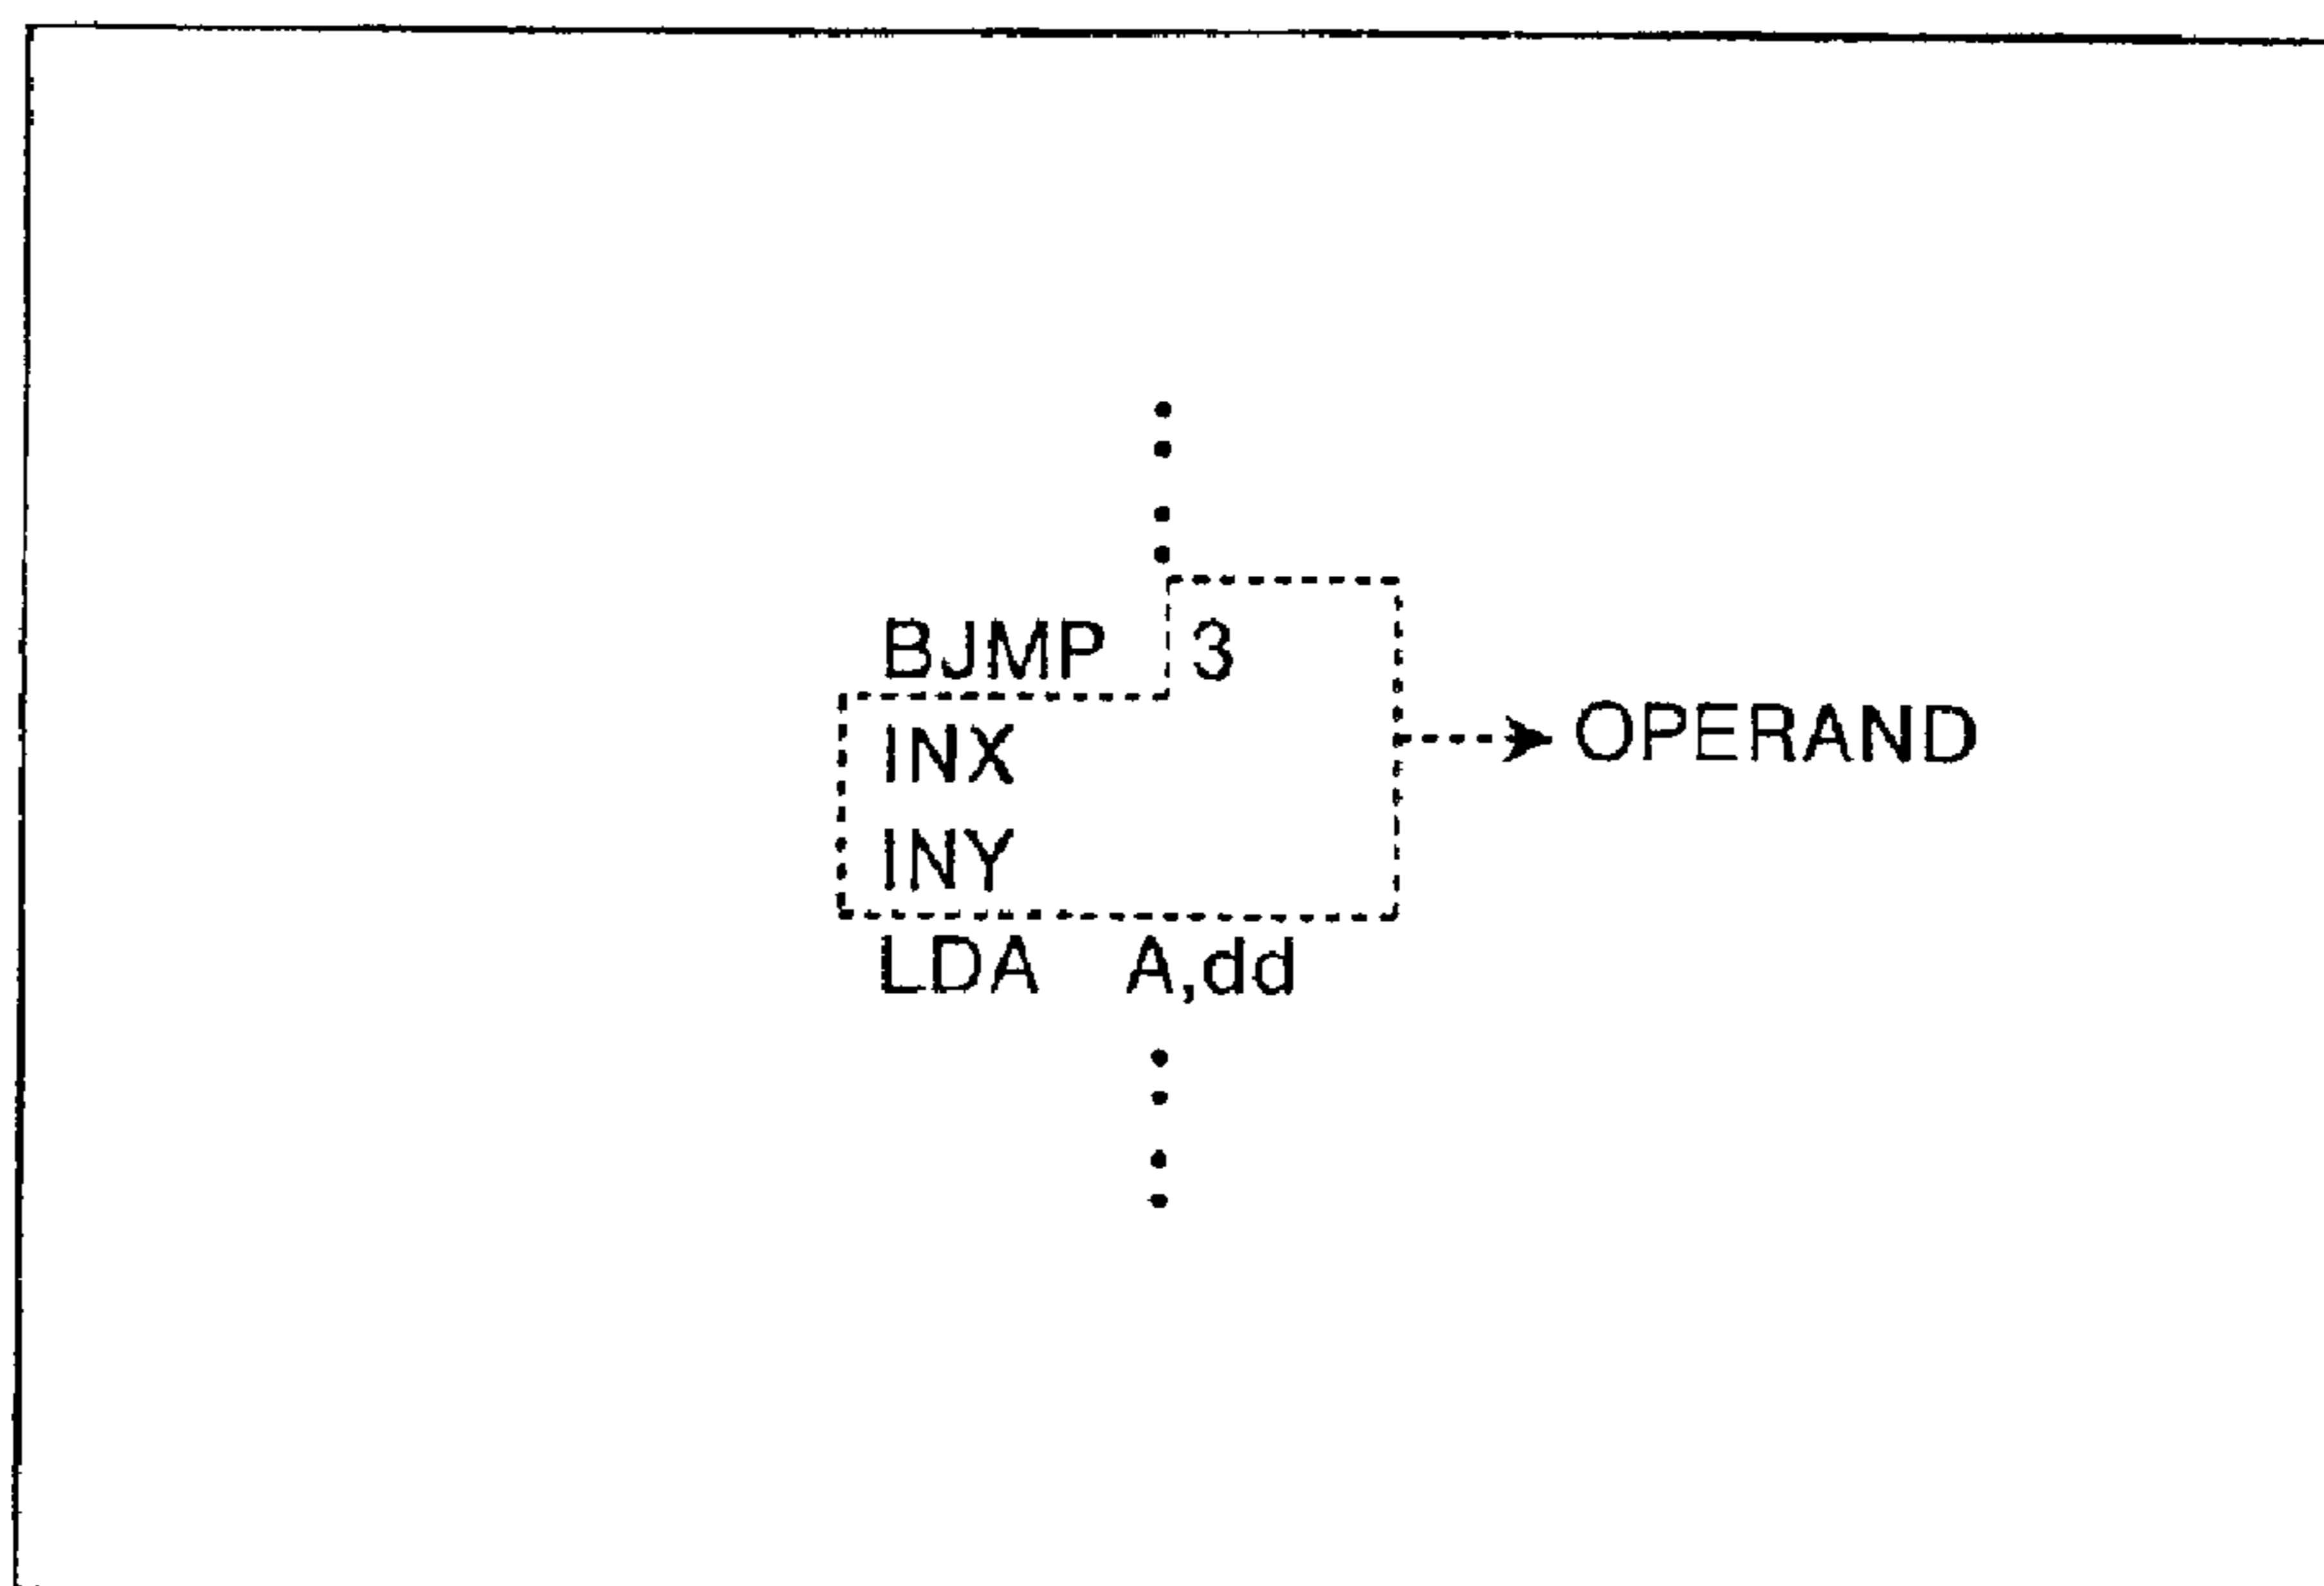 BJMP 3
INX
OPERAND
INY
LDA A,dd